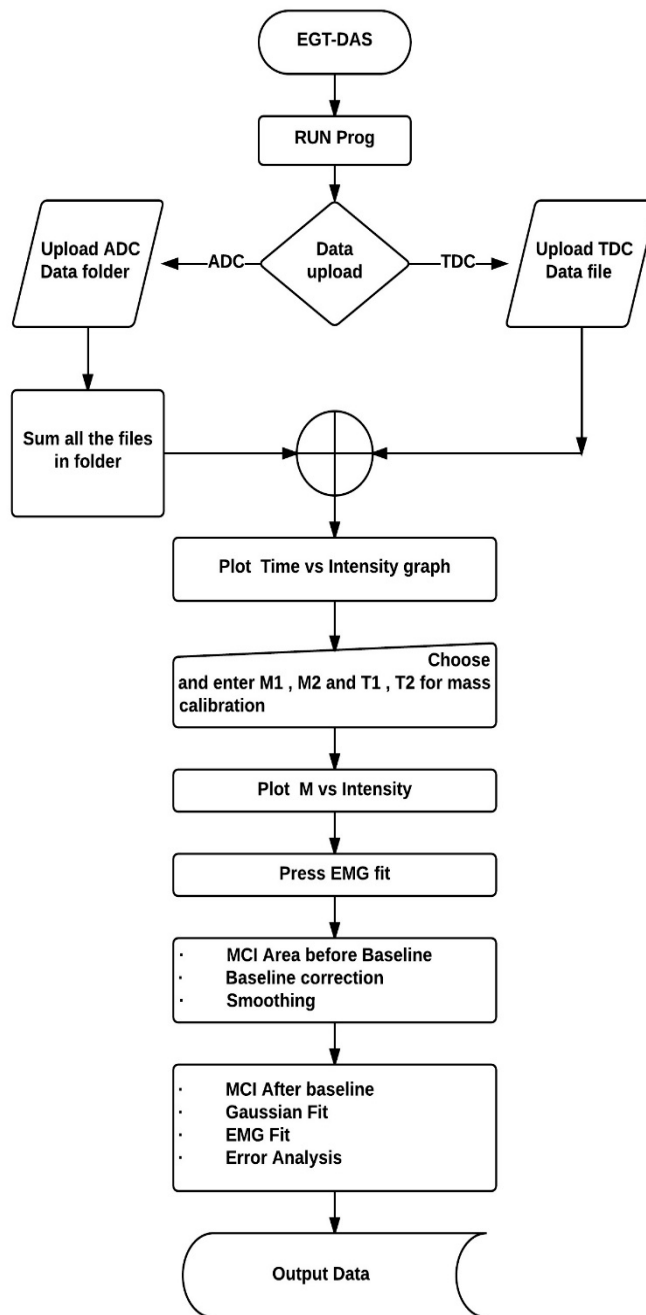 EGT-DAS
RUN Prog
Data
upload
ADC
TDC
Upload ADC
Data folder
Upload TDC
Data file
Sum all the files
in folder
Plot Time vs Intensity graph
Choose
and enter M1 , M2 and T1 , T2 for mass
calibration
Plot M vs Intensity
Press EMG fit
· MCI Area before Baseline
· Baseline correction
· Smoothing
· MCI After baseline
· Gaussian Fit
· EMG Fit
· Error Analysis
Output Data